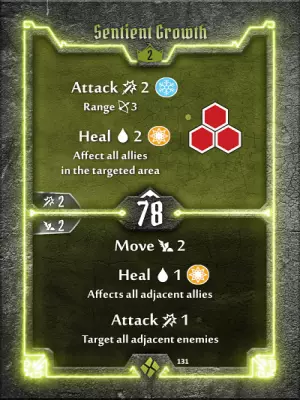 Sentient Growth
2
Attack 2
Range 3
Heal 2
Affect all allies
in the targeted area
2
78
2
Move 2
Heal 1
Affects all adjacent allies
Attack 1
Target all adjacent enemies
131